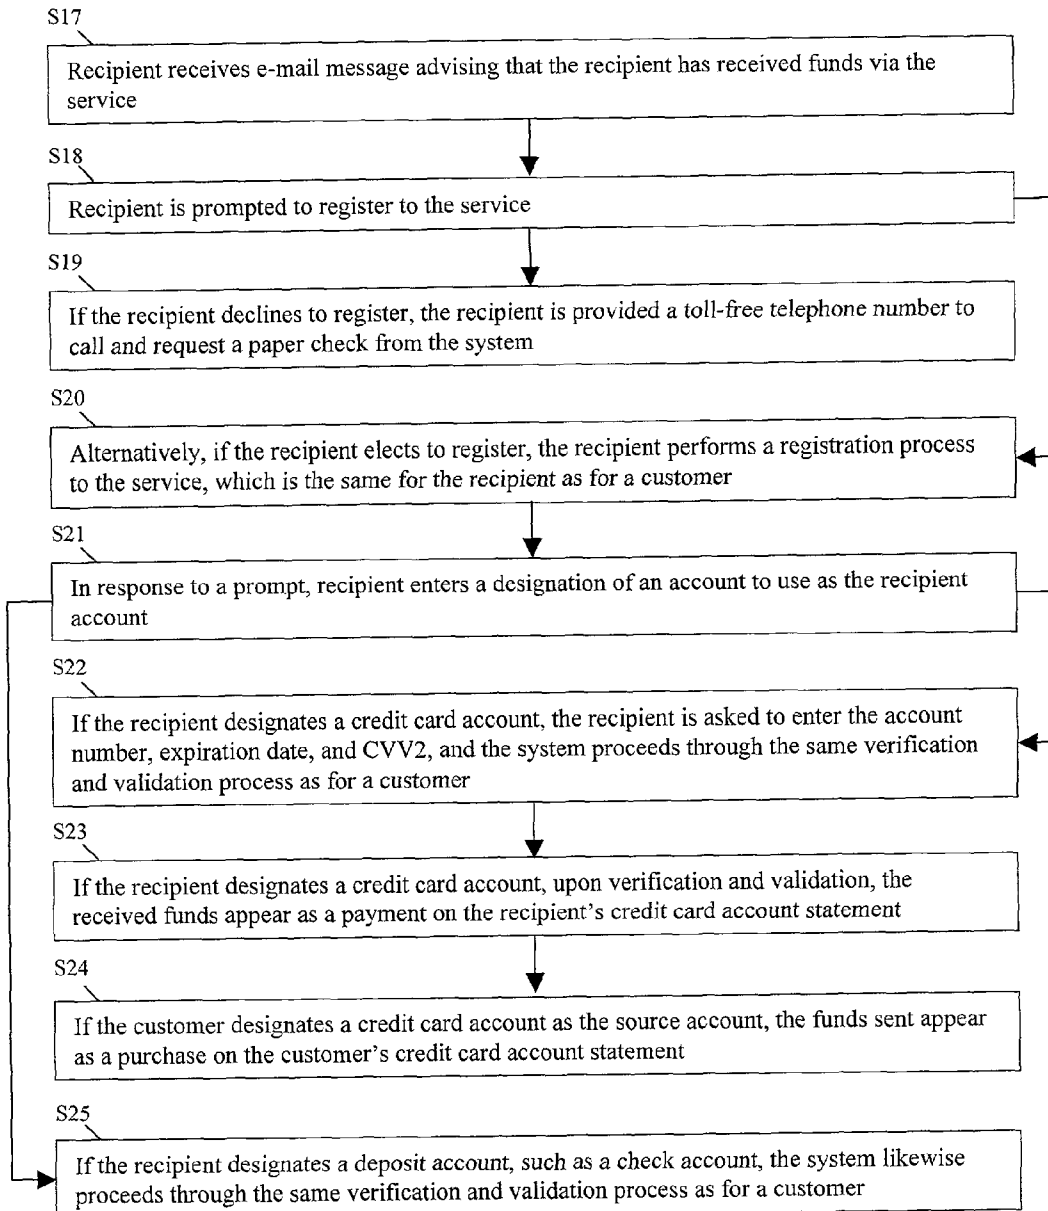 S17
Recipient receives e-mail message advising that the recipient has received funds via the
service
S18
Recipient is prompted to register to the service
S19
If the recipient declines to register, the recipient is provided a toll-free telephone number to
call and request a paper check from the system
S20
Alternatively, if the recipient elects to register, the recipient performs a registration process
to the service, which is the same for the recipient as for a customer
S21
In response to a prompt, recipient enters a designation of an account to use as the recipient
account
S22
If the recipient designates a credit card account, the recipient is asked to enter the account
number, expiration date, and CVV2, and the system proceeds through the same verification
and validation process as for a customer
S23
If the recipient designates a credit card account, upon verification and validation, the
received funds appear as a payment on the recipient's credit card account statement
S24
If the customer designates a credit card account as the source account, the funds sent appear
as a purchase on the customer's credit card account statement
S25
If the recipient designates a deposit account, such as a check account, the system likewise
proceeds through the same verification and validation process as for a customer